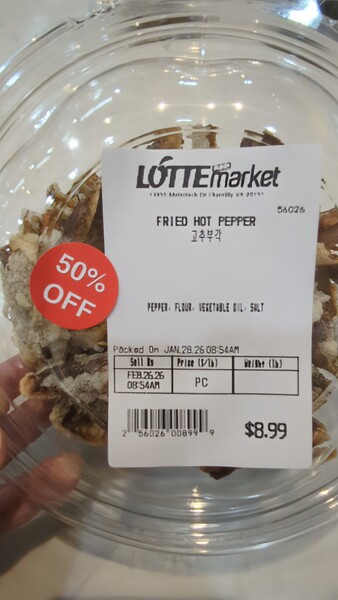 LOTTE market
56026
FRIED HOT PEPPER
고추부각
50%
OFF
PEPPER, FLOUR, VEGETABLE OIL, SALT
Packed On JAN.28.26 08:54AM
Sell By Price ($/lb) Weight (lb)
FEB.26.26
08:54AM
PC
2 56026 00899 9
$8.99